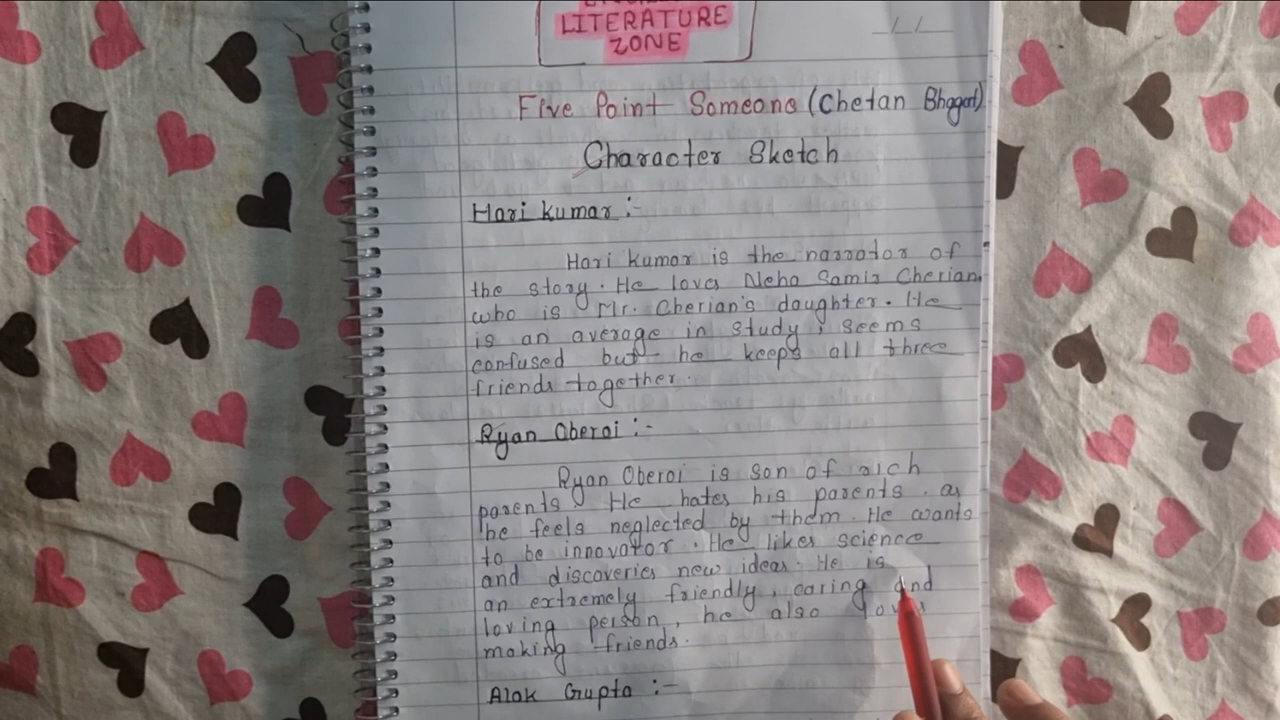 LITERATURE
ZONE
Five Point Someone (Chetan Bhagat)
Character Sketch
Hari kumar :-
Hari kumar is the narrator of
the story. He loves Neha Samir Cherian
who is Mr. Cherian's daughter. He
is an average in study, seems
confused but he keeps all three
friends together.
Ryan Oberoi :-
Ryan Oberoi is son of rich
parents. He hates his parents as
he feels neglected by them. He wants
to be innovator. He likes science
and discoveries new ideas. He is
an extremely friendly, caring and
loving person, he also loves
making friends.
Alok Gupta :-